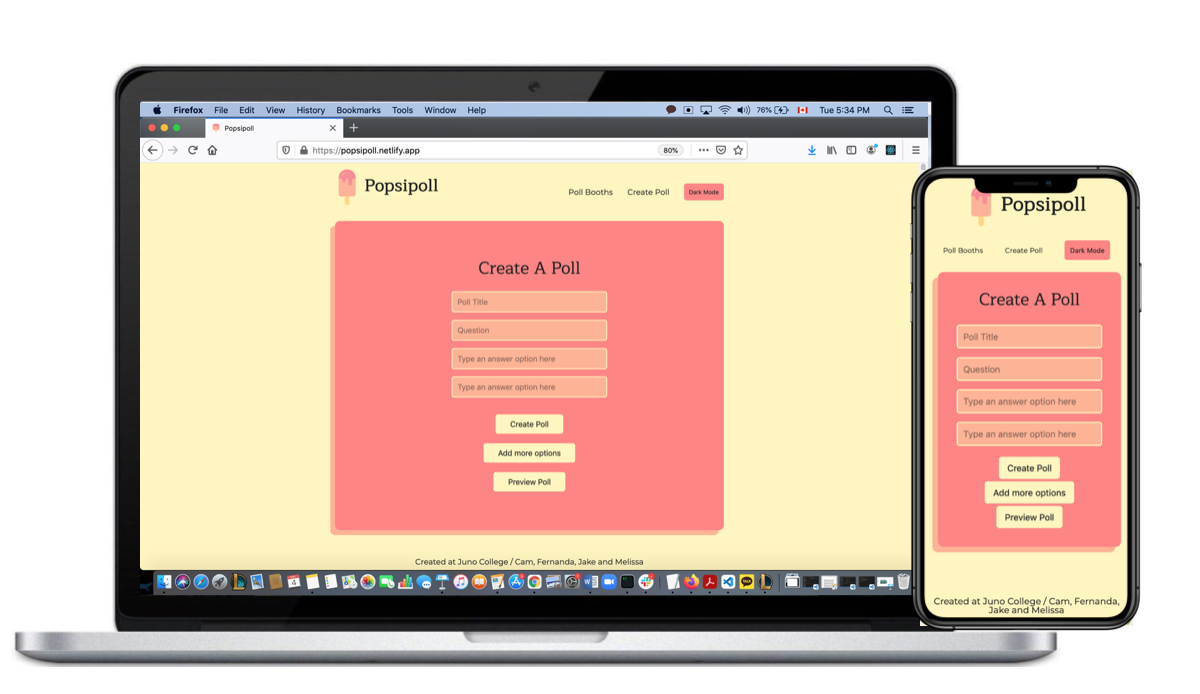 Firefox File Edit View History Bookmarks Tools Window Help 76% Tue 5:34 PM
Popsipoll
https://popsipoll.netlify.app 80%
Popsipoll
Poll Booths Create Poll Dark Mode
Create A Poll
Poll Title
Question
Type an answer option here
Type an answer option here
Create Poll
Add more options
Preview Poll
Created at Juno College / Cam, Fernanda, Jake and Melissa
Popsipoll
Poll Booths Create Poll Dark Mode
Create A Poll
Poll Title
Question
Type an answer option here
Type an answer option here
Create Poll
Add more options
Preview Poll
Created at Juno College / Cam, Fernanda,
Jake and Melissa